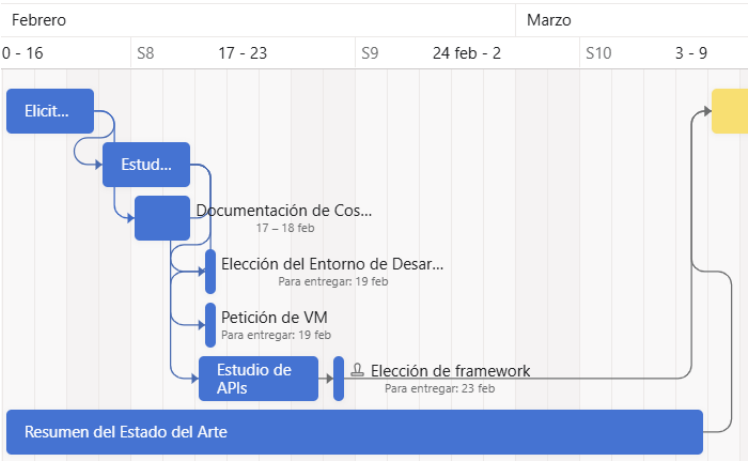 Febrero
Marzo
0 - 16
S8
17 - 23
S9
24 feb - 2
S10
3 - 9
Elicit...
Estud...
Documentación de Cos...
17 – 18 feb
Elección del Entorno de Desar...
Para entregar: 19 feb
Petición de VM
Para entregar: 19 feb
Estudio de
APIs
Elección de framework
Para entregar: 23 feb
Resumen del Estado del Arte